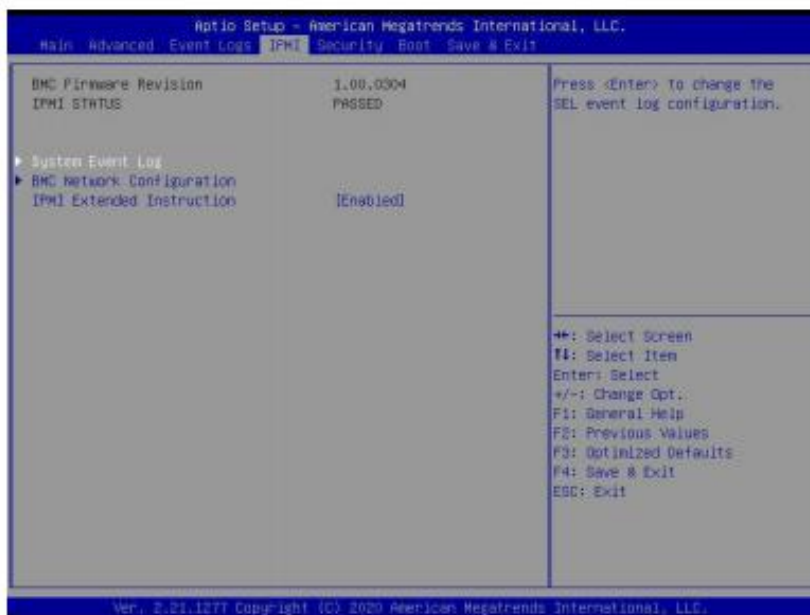 Aptio Setup - American Megatrends International, LLC.
Main Advanced Event Logs IPMI Security Boot Save & Exit
BMC Firmware Revision 1.00.0304
IPMI STATUS PASSED
System Event Log
BMC Network Configuration
IPMI Extended Instruction [Enabled]
Press <Enter> to change the
SEL event log configuration.
→←: Select Screen
↑↓: Select Item
Enter: Select
+/-: Change Opt.
F1: General Help
F2: Previous Values
F3: Optimized Defaults
F4: Save & Exit
ESC: Exit
Ver. 2.21.1277 Copyright (C) 2020 American Megatrends International, LLC.